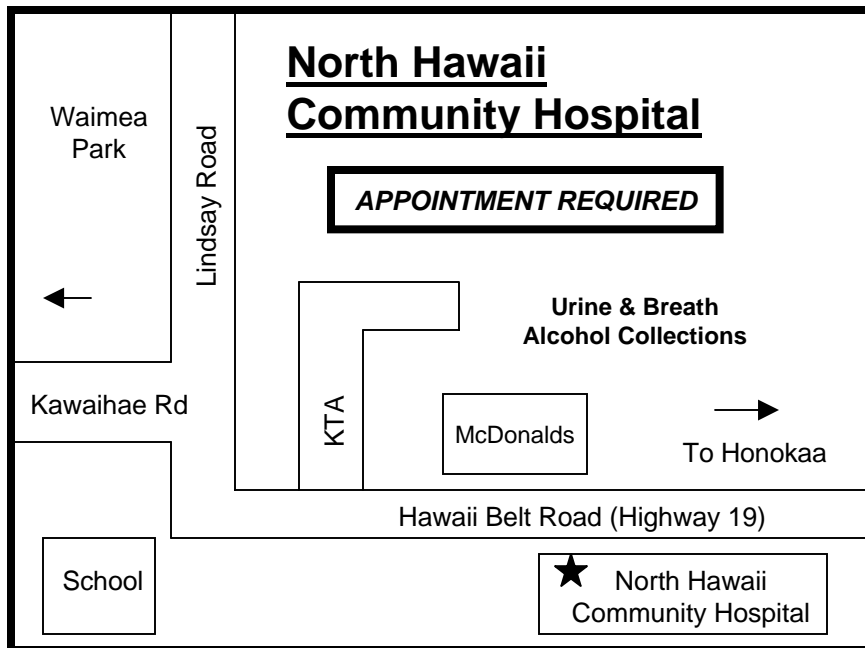 North Hawaii
Community Hospital
Waimea
Park
Lindsay Road
APPOINTMENT REQUIRED
Urine & Breath
Alcohol Collections
Kawaihae Rd
KTA
McDonalds
To Honokaa
Hawaii Belt Road (Highway 19)
School
North Hawaii
Community Hospital